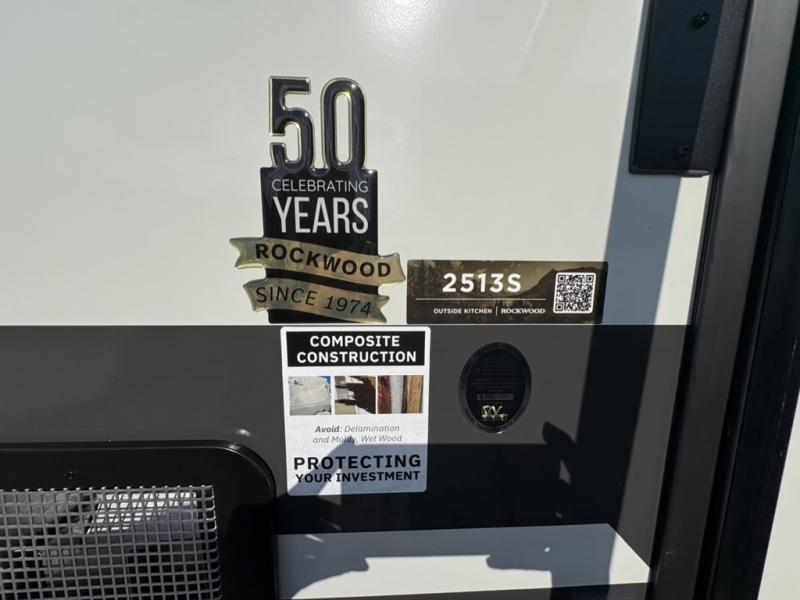 50
CELEBRATING
YEARS
ROCKWOOD
SINCE 1974
2513S
OUTSIDE KITCHEN | ROCKWOOD
COMPOSITE
CONSTRUCTION
Avoid: Delamination
and Moldy, Wet Wood
PROTECTING
YOUR INVESTMENT
RV